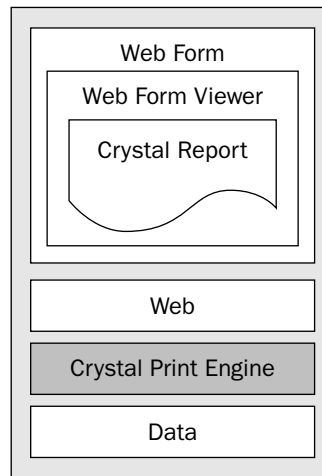 Web Form
Web Form Viewer
Crystal Report
Web
Crystal Print Engine
Data